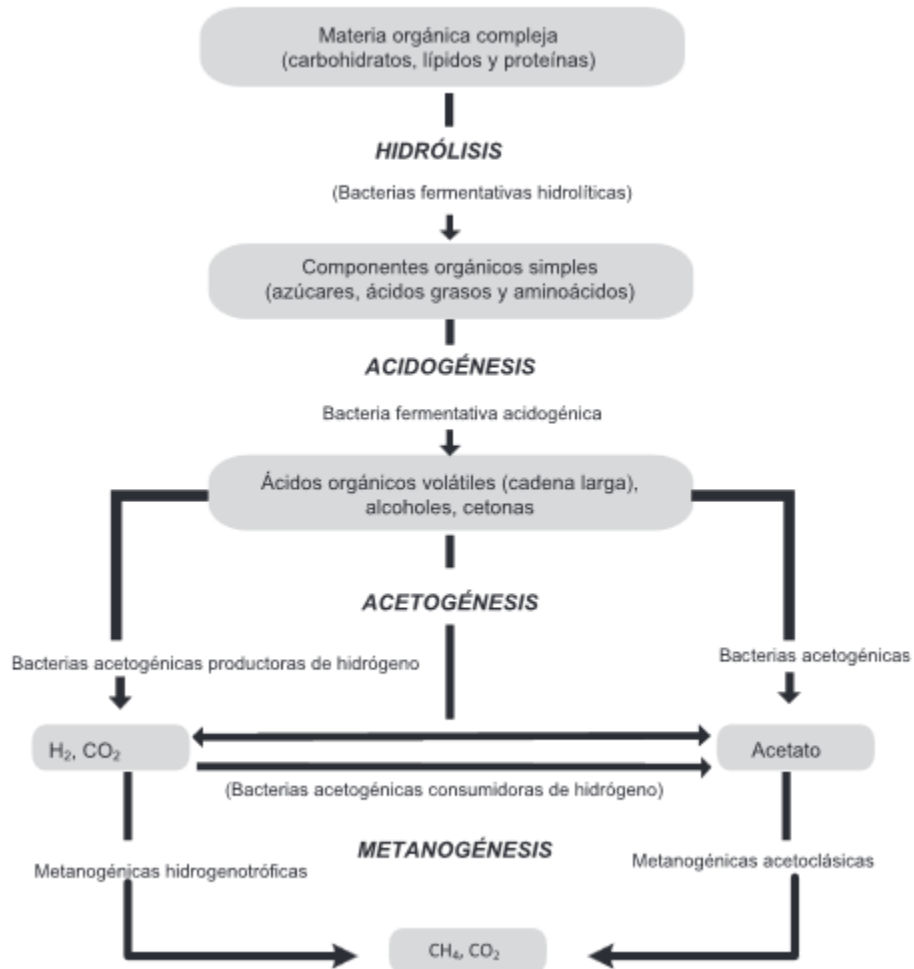 Materia orgánica compleja
(carbohidratos, lípidos y proteínas)
HIDRÓLISIS
(Bacterias fermentativas hidrolíticas)
Componentes orgánicos simples
(azúcares, ácidos grasos y aminoácidos)
ACIDOGÉNESIS
Bacteria fermentativa acidogénica
Ácidos orgánicos volátiles (cadena larga),
alcoholes, cetonas
ACETOGÉNESIS
Bacterias acetogénicas productoras de hidrógeno
Bacterias acetogénicas
H₂, CO₂
Acetato
(Bacterias acetogénicas consumidoras de hidrógeno)
METANOGÉNESIS
Metanogénicas hidrogenotróficas
Metanogénicas acetoclásicas
CH₄, CO₂